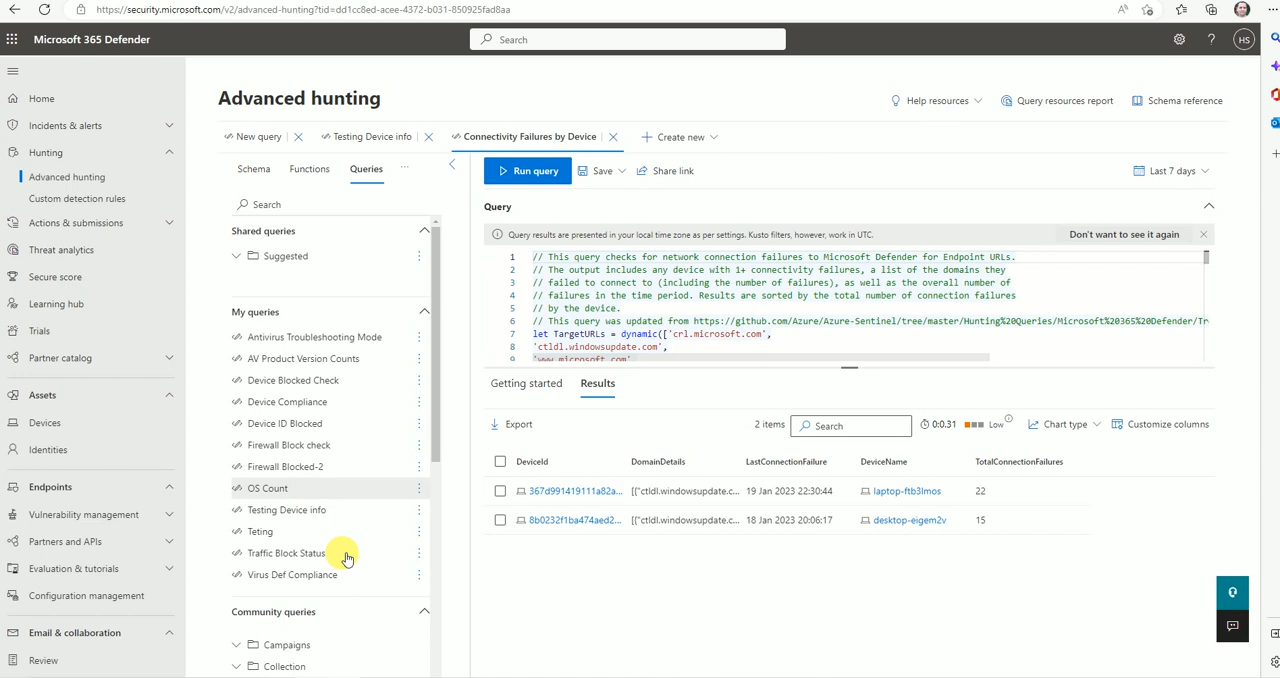 https://security.microsoft.com/v2/advanced-hunting?tid=dd1cc8ed-acee-4372-b031-850925fad8aa
Microsoft 365 Defender
Search
HS
Home
Incidents & alerts
Hunting
Advanced hunting
Custom detection rules
Actions & submissions
Threat analytics
Secure score
Learning hub
Trials
Partner catalog
Assets
Devices
Identities
Endpoints
Vulnerability management
Partners and APIs
Evaluation & tutorials
Configuration management
Email & collaboration
Review
Advanced hunting
Help resources
Query resources report
Schema reference
New query
Testing Device info
Connectivity Failures by Device
Create new
Schema
Functions
Queries
Search
Shared queries
Suggested
My queries
Antivirus Troubleshooting Mode
AV Product Version Counts
Device Blocked Check
Device Compliance
Device ID Blocked
Firewall Block check
Firewall Blocked-2
OS Count
Testing Device info
Teting
Traffic Block Status
Virus Def Compliance
Community queries
Campaigns
Collection
Run query
Save
Share link
Last 7 days
Query
Query results are presented in your local time zone as per settings. Kusto filters, however, work in UTC.
Don't want to see it again
1 // This query checks for network connection failures to Microsoft Defender for Endpoint URLs.
2 // The output includes any device with 1+ connectivity failures, a list of the domains they
3 // failed to connect to (including the number of failures), as well as the overall number of
4 // failures in the time period. Results are sorted by the total number of connection failures
5 // by the device.
6 // This query was updated from https://github.com/Azure/Azure-Sentinel/tree/master/Hunting%20Queries/Microsoft%20365%20Defender/Tr
7 let TargetURLs = dynamic(['crl.microsoft.com',
8 'ctldl.windowsupdate.com',
9 'www.microsoft.com'
Getting started
Results
Export
2 items
Search
0:0.31
Low
Chart type
Customize columns
DeviceId DomainDetails LastConnectionFailure DeviceName TotalConnectionFailures
367d991419111a82a... [["ctldl.windowsupdate.c... 19 Jan 2023 22:30:44 laptop-ftb3lmos 22
8b0232f1ba474aed2... [["ctldl.windowsupdate.c... 18 Jan 2023 20:06:17 desktop-eigem2v 15